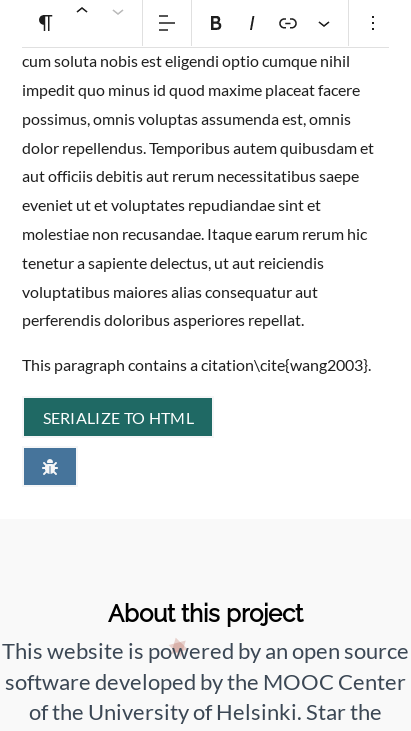 B I
cum soluta nobis est eligendi optio cumque nihil
impedit quo minus id quod maxime placeat facere
possimus, omnis voluptas assumenda est, omnis
dolor repellendus. Temporibus autem quibusdam et
aut officiis debitis aut rerum necessitatibus saepe
eveniet ut et voluptates repudiandae sint et
molestiae non recusandae. Itaque earum rerum hic
tenetur a sapiente delectus, ut aut reiciendis
voluptatibus maiores alias consequatur aut
perferendis doloribus asperiores repellat.
This paragraph contains a citation\cite{wang2003}.
SERIALIZE TO HTML
About this project
This website is powered by an open source
software developed by the MOOC Center
of the University of Helsinki. Star the